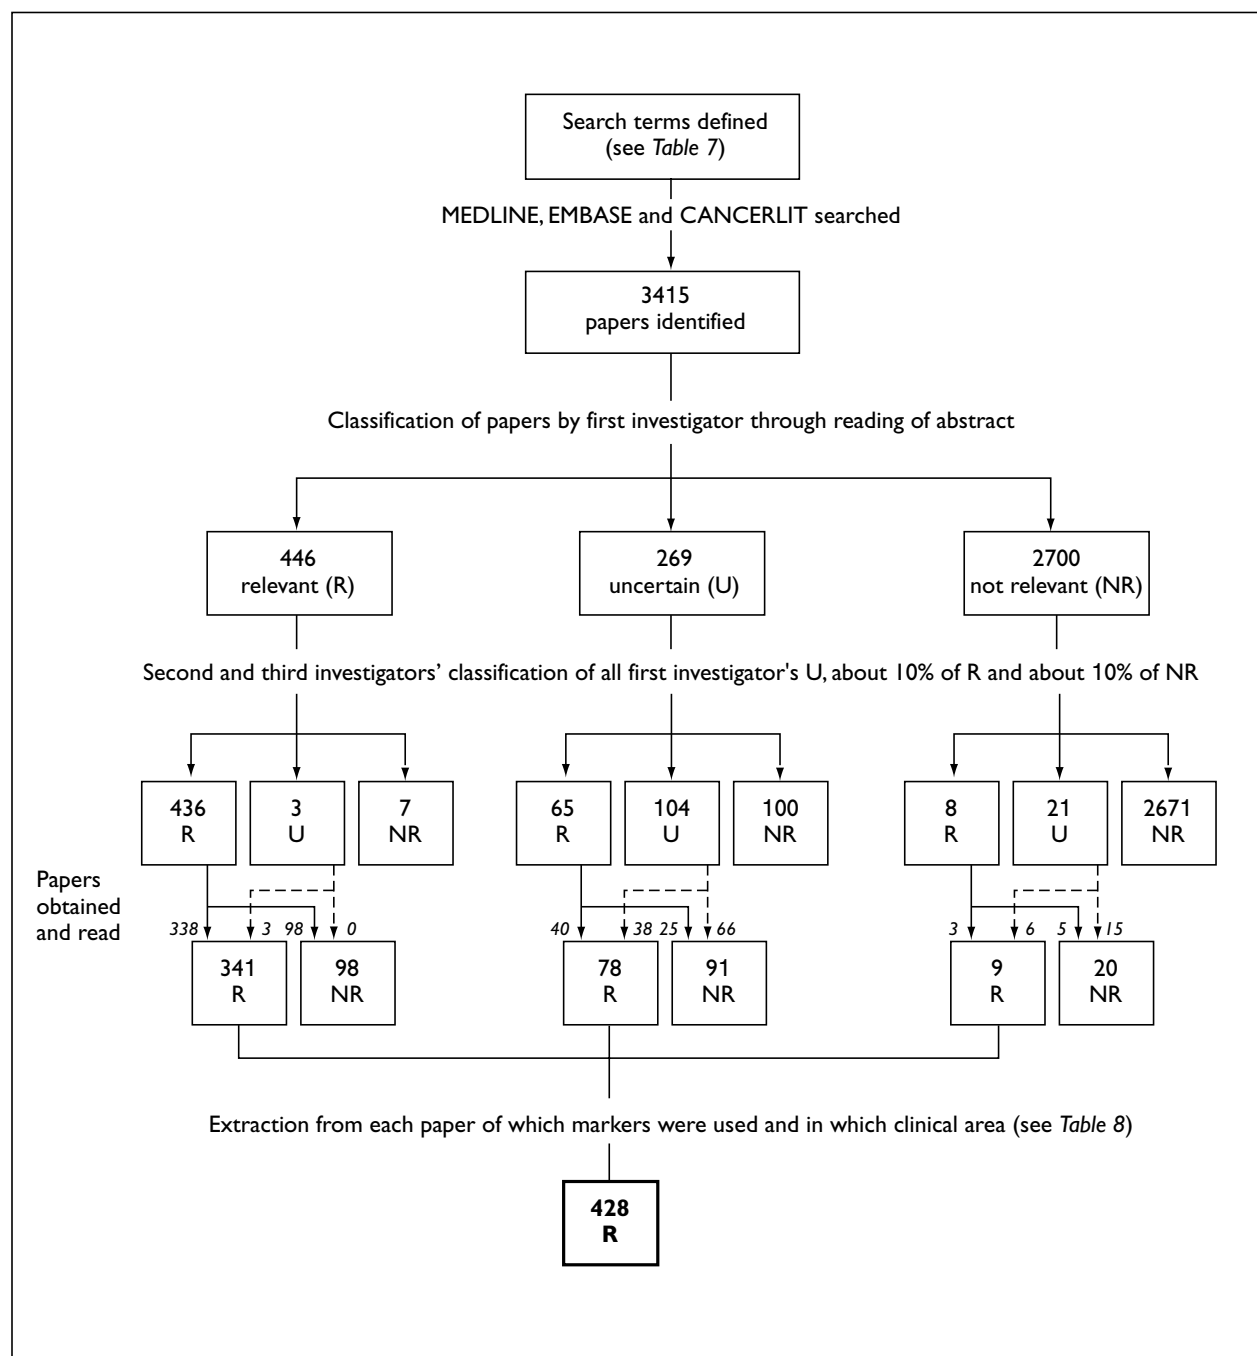 Search terms defined
(see Table 7)
MEDLINE, EMBASE and CANCERLIT searched
3415
papers identified
Classification of papers by first investigator through reading of abstract
446
relevant (R)
269
uncertain (U)
2700
not relevant (NR)
Second and third investigators’ classification of all first investigator's U, about 10% of R and about 10% of NR
436
R
3
U
7
NR
65
R
104
U
100
NR
8
R
21
U
2671
NR
Papers
obtained
and read
338 3 98 0
40 38 25 66
3 6 5 15
341
R
98
NR
78
R
91
NR
9
R
20
NR
Extraction from each paper of which markers were used and in which clinical area (see Table 8)
428
R